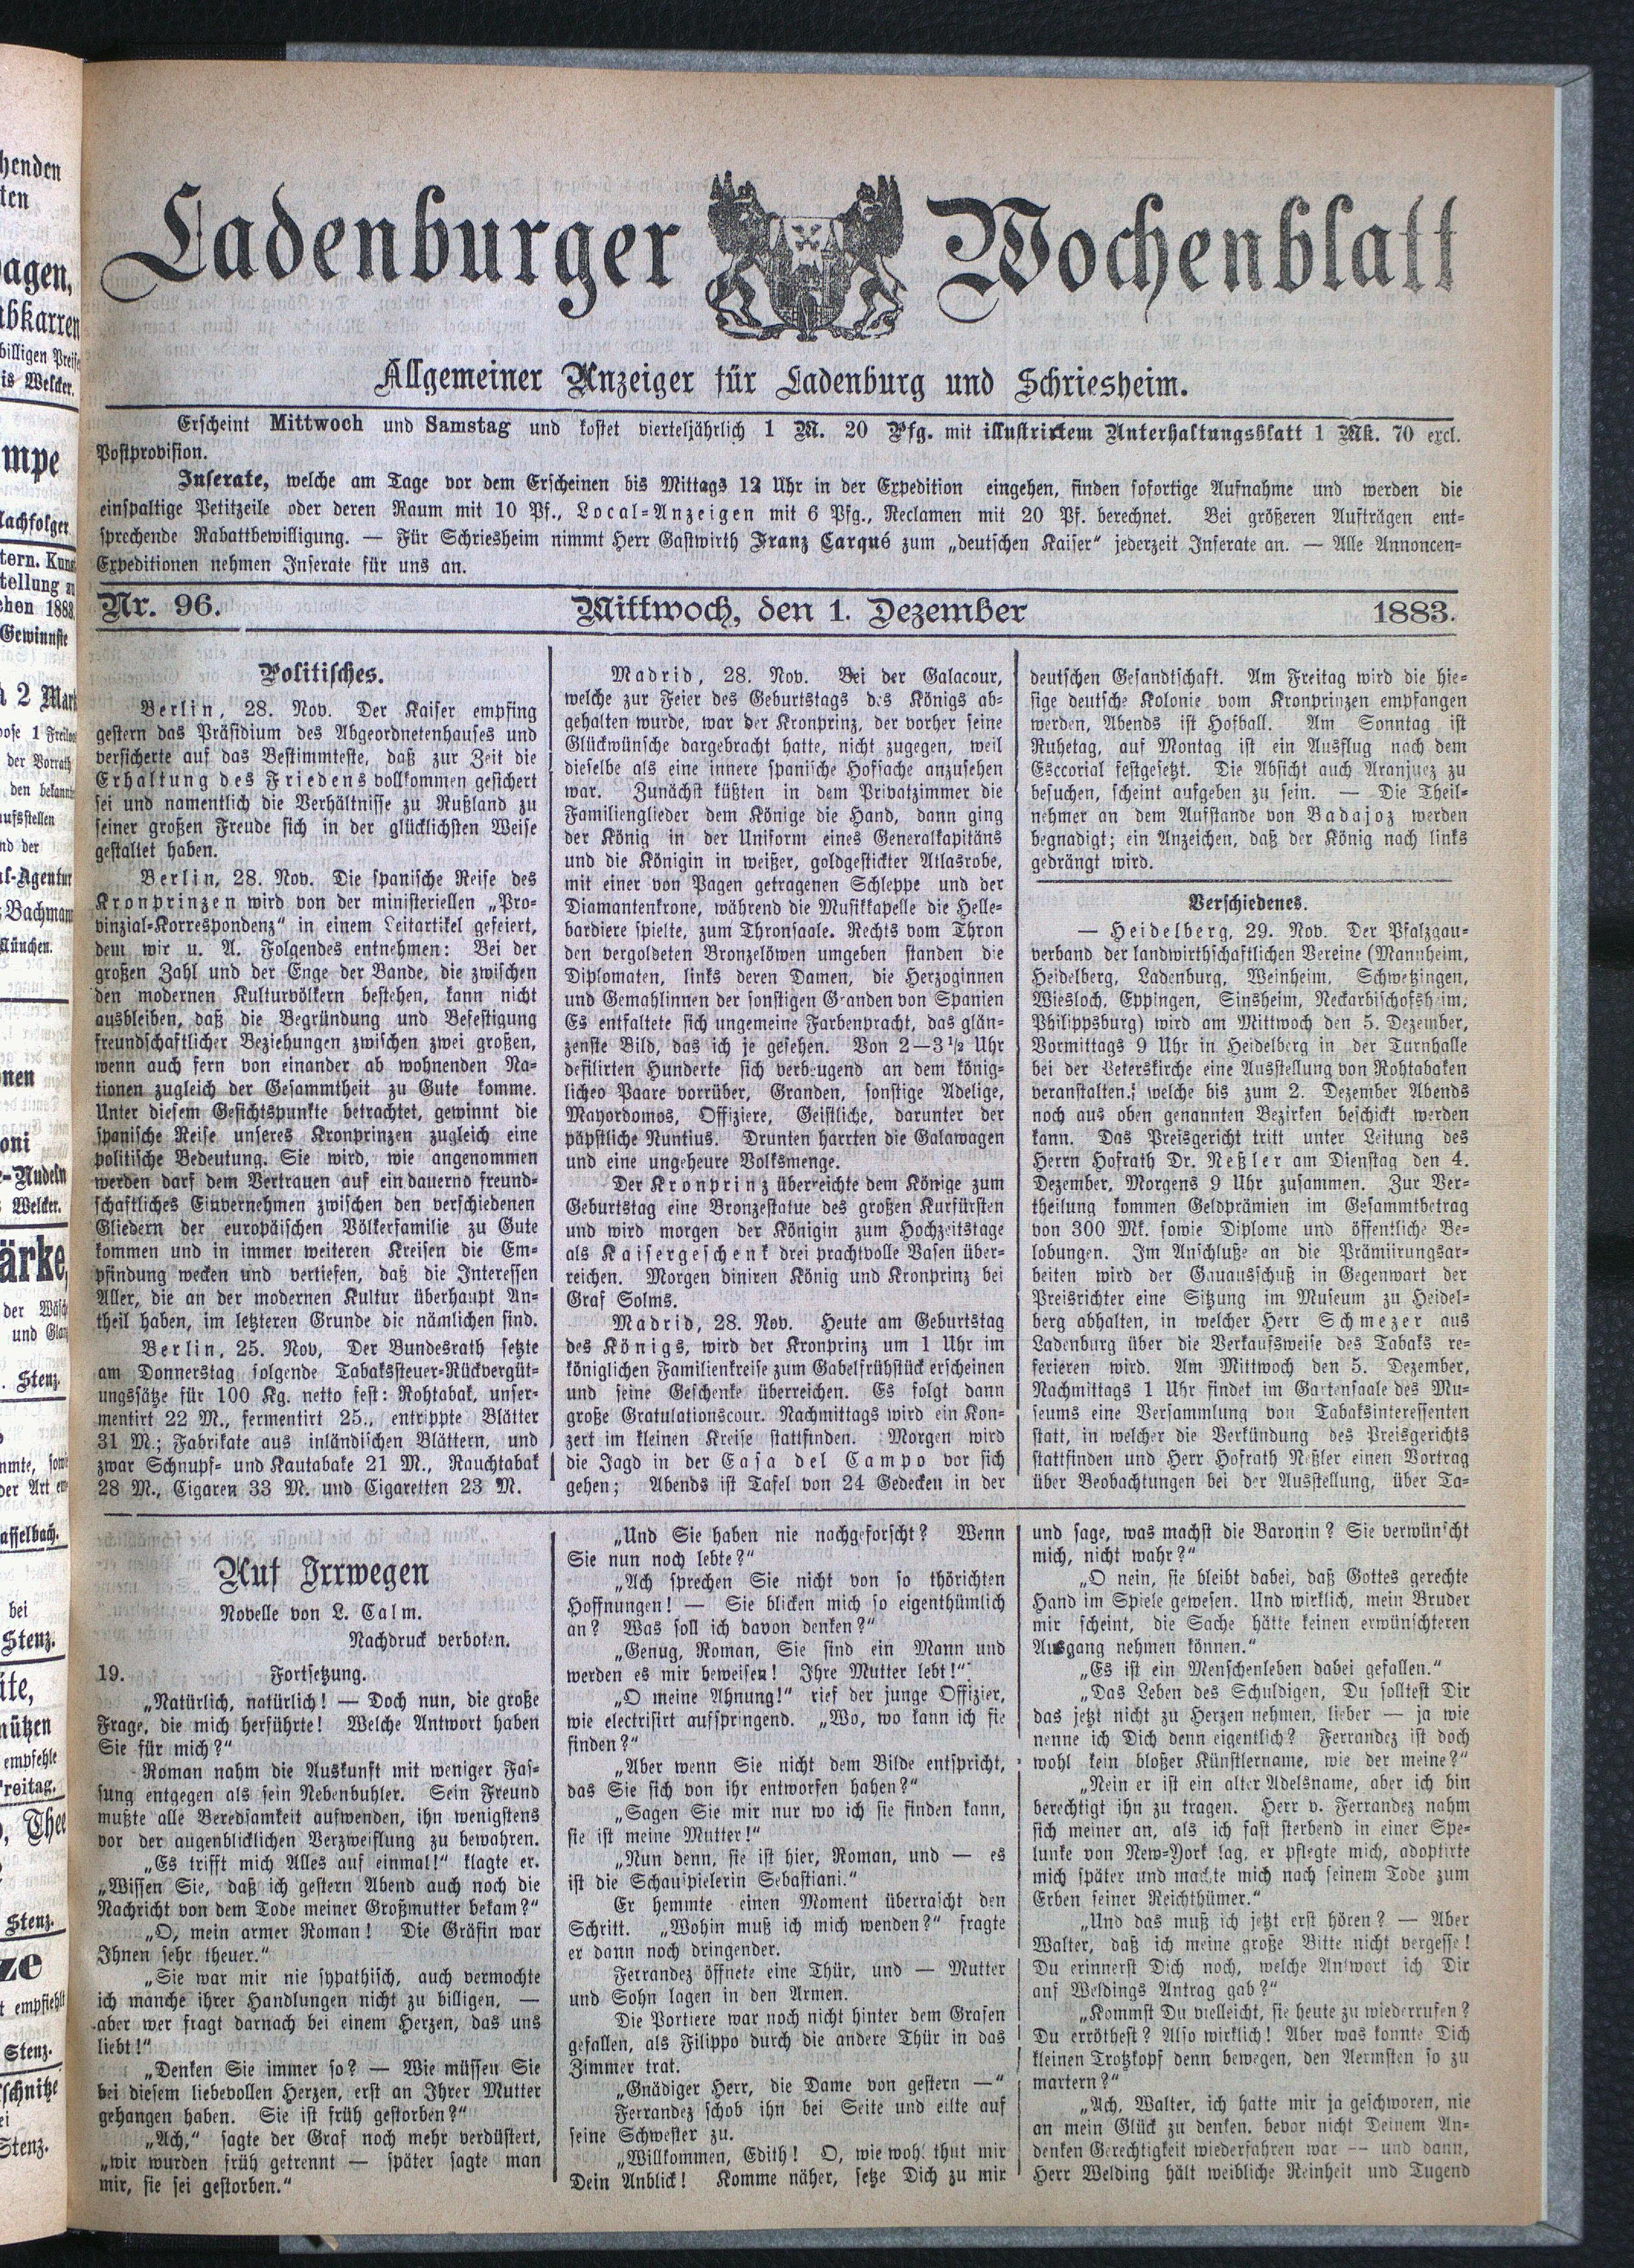 Ladenburger Wochenblatt
Allgemeiner Anzeiger für Ladenburg und Schriesheim.
Erscheint Mittwoch und Samstag und kostet vierteljährlich 1 M. 20 Pfg. mit illustrirtem Unterhaltungsblatt 1 Mk. 70 excl.
Postprovision.
Inserate, welche am Tage vor dem Erscheinen bis Mittags 12 Uhr in der Expedition eingehen, finden sofortige Aufnahme und werden die
einspaltige Petitzeile oder deren Raum mit 10 Pf., Local-Anzeigen mit 6 Pfg., Reclamen mit 20 Pf. berechnet. Bei größeren Aufträgen ent-
sprechende Rabattbewilligung. — Für Schriesheim nimmt Herr Gastwirth Franz Carqué zum „deutschen Kaiser“ jederzeit Inserate an. — Alle Annoncen-
Expeditionen nehmen Inserate für uns an.
Nr. 96. Mittwoch, den 1. Dezember 1883.
Politisches.
Berlin, 28. Nov. Der Kaiser empfing
gestern das Präsidium des Abgeordnetenhauses und
versicherte auf das Bestimmteste, daß zur Zeit die
Erhaltung des Friedens vollkommen gesichert
sei und namentlich die Verhältnisse zu Rußland zu
seiner großen Freude sich in der glücklichsten Weise
gestaltet haben.
Berlin, 28. Nov. Die spanische Reise des
Kronprinzen wird von der ministeriellen „Pro-
vinzial-Korrespondenz“ in einem Leitartikel gefeiert,
dem wir u. A. Folgendes entnehmen: Bei der
großen Zahl und der Enge der Bande, die zwischen
den modernen Kulturvölkern bestehen, kann nicht
ausbleiben, daß die Begründung und Befestigung
freundschaftlicher Beziehungen zwischen zwei großen,
wenn auch fern von einander ab wohnenden Na-
tionen zugleich der Gesammtheit zu Gute komme.
Unter diesem Gesichtspunkte betrachtet, gewinnt die
spanische Reise unseres Kronprinzen zugleich eine
politische Bedeutung. Sie wird, wie angenommen
werden darf dem Vertrauen auf ein dauernd freund-
schaftliches Einvernehmen zwischen den verschiedenen
Gliedern der europäischen Völkerfamilie zu Gute
kommen und in immer weiteren Kreisen die Em-
pfindung wecken und vertiefen, daß die Interessen
Aller, die an der modernen Kultur überhaupt An-
theil haben, im letzteren Grunde die nämlichen sind.
Berlin, 25. Nov, Der Bundesrath setzte
am Donnerstag folgende Tabakssteuer-Rückvergüt-
ungssätze für 100 Kg. netto fest: Rohtabak, unfer-
mentirt 22 M., fermentirt 25., entrippte Blätter
31 M.; Fabrikate aus inländischen Blättern, und
zwar Schnupf- und Kautabake 21 M., Rauchtabak
28 M., Cigaren 33 M. und Cigaretten 23 M.
Madrid, 28. Nov. Bei der Galacour,
welche zur Feier des Geburtstags des Königs ab-
gehalten wurde, war der Kronprinz, der vorher seine
Glückwünsche dargebracht hatte, nicht zugegen, weil
dieselbe als eine innere spanische Hofsache anzusehen
war. Zunächst küßten in dem Privatzimmer die
Familienglieder dem Könige die Hand, dann ging
der König in der Uniform eines Generalkapitäns
und die Königin in weißer, goldgestickter Atlasrobe,
mit einer von Pagen getragenen Schleppe und der
Diamantenkrone, während die Musikkapelle die Helle-
bardiere spielte, zum Thronsaale. Rechts vom Thron
den vergoldeten Bronzelöwen umgeben standen die
Diplomaten, links deren Damen, die Herzoginnen
und Gemahlinnen der sonstigen Granden von Spanien
Es entfaltete sich ungemeine Farbenpracht, das glän-
zenste Bild, das ich je gesehen. Von 2—3 1/2 Uhr
defilirten Hunderte sich verbeugend an dem könig-
lichen Paare vorrüber, Granden, sonstige Adelige,
Mayordomos, Offiziere, Geistliche, darunter der
päpstliche Nuntius. Drunten harrten die Galawagen
und eine ungeheure Volksmenge.
Der Kronprinz überreichte dem Könige zum
Geburtstag eine Bronzestatue des großen Kurfürsten
und wird morgen der Königin zum Hochzeitstage
als Kaisergeschenk drei prachtvolle Vasen über-
reichen. Morgen diniren König und Kronprinz bei
Graf Solms.
Madrid, 28. Nov. Heute am Geburtstag
des Königs, wird der Kronprinz um 1 Uhr im
königlichen Familienkreise zum Gabelfrühstück erscheinen
und seine Geschenke überreichen. Es folgt dann
große Gratulationscour. Nachmittags wird ein Kon-
zert im kleinen Kreise stattfinden. Morgen wird
die Jagd in der Casa del Campo vor sich
gehen; Abends ist Tafel von 24 Gedecken in der
deutschen Gesandtschaft. Am Freitag wird die hie-
sige deutsche Kolonie vom Kronprinzen empfangen
werden, Abends ist Hofball. Am Sonntag ist
Ruhetag, auf Montag ist ein Ausflug nach dem
Esccorial festgesetzt. Die Absicht auch Aranjuez zu
besuchen, scheint aufgeben zu sein. — Die Theil-
nehmer an dem Aufstande von Badajoz werden
begnadigt; ein Anzeichen, daß der König nach links
gedrängt wird.
Verschiedenes.
— Heidelberg, 29. Nov. Der Pfalzgau-
verband der landwirthschaftlichen Vereine (Mannheim,
Heidelberg, Ladenburg, Weinheim, Schwetzingen,
Wiesloch, Eppingen, Sinsheim, Neckarbischofsheim,
Philippsburg) wird am Mittwoch den 5. Dezember,
Vormittags 9 Uhr in Heidelberg in der Turnhalle
bei der Peterskirche eine Ausstellung von Rohtabaken
veranstalten, welche bis zum 2. Dezember Abends
noch aus oben genannten Bezirken beschickt werden
kann. Das Preisgericht tritt unter Leitung des
Herrn Hofrath Dr. Neßler am Dienstag den 4.
Dezember, Morgens 9 Uhr zusammen. Zur Ver-
theilung kommen Geldprämien im Gesammtbetrag
von 300 Mk. sowie Diplome und öffentliche Be-
lobungen. Im Anschluße an die Prämiirungsar-
beiten wird der Gauausschuß in Gegenwart der
Preisrichter eine Sitzung im Museum zu Heidel-
berg abhalten, in welcher Herr Schmezer aus
Ladenburg über die Verkaufsweise des Tabaks re-
ferieren wird. Am Mittwoch den 5. Dezember,
Nachmittags 1 Uhr findet im Gartensaale des Mu-
seums eine Versammlung von Tabaksinteressenten
statt, in welcher die Verkündung des Preisgerichts
stattfinden und Herr Hofrath Neßler einen Vortrag
über Beobachtungen bei der Ausstellung, über Ta-
Auf Irrwegen
Novelle von L. Calm.
Nachdruck verboten.
19. Fortsetzung.
„Natürlich, natürlich! — Doch nun, die große
Frage, die mich herführte! Welche Antwort haben
Sie für mich?“
Roman nahm die Auskunft mit weniger Fas-
sung entgegen als sein Nebenbuhler. Sein Freund
mußte alle Beredsamkeit aufwenden, ihn wenigstens
vor der augenblicklichen Verzweiflung zu bewahren.
„Es trifft mich Alles auf einmal!“ klagte er.
„Wissen Sie, daß ich gestern Abend auch noch die
Nachricht von dem Tode meiner Großmutter bekam?“
„O, mein armer Roman! Die Gräfin war
Ihnen sehr theuer.“
„Sie war mir nie sypathisch, auch vermochte
ich manche ihrer Handlungen nicht zu billigen, —
aber wer fragt darnach bei einem Herzen, das uns
liebt!“
„Denken Sie immer so? — Wie müssen Sie
bei diesem liebevollen Herzen, erst an Ihrer Mutter
gehangen haben. Sie ist früh gestorben?“
„Ach,“ sagte der Graf noch mehr verdüstert,
„wir wurden früh getrennt — später sagte man
mir, sie sei gestorben.“
„Und Sie haben nie nachgeforscht? Wenn
Sie nun noch lebte?“
„Ach sprechen Sie nicht von so thörichten
Hoffnungen! — Sie blicken mich so eigenthümlich
an? Was soll ich davon denken?“
„Genug, Roman, Sie sind ein Mann und
werden es mir beweisen! Ihre Mutter lebt!“
„O meine Ahnung!“ rief der junge Offizier,
wie electrisirt aufspringend. „Wo, wo kann ich sie
finden?“
„Aber wenn Sie nicht dem Bilde entspricht,
das Sie sich von ihr entworfen haben?“
„Sagen Sie mir nur wo ich sie finden kann,
sie ist meine Mutter!“
„Nun denn, sie ist hier, Roman, und — es
ist die Schauspielerin Sebastiani.“
Er hemmte einen Moment überrascht den
Schritt. „Wohin muß ich mich wenden?“ fragte
er dann noch dringender.
Ferrandez öffnete eine Thür, und — Mutter
und Sohn lagen in den Armen.
Die Portiere war noch nicht hinter dem Grafen
gefallen, als Filippo durch die andere Thür in das
Zimmer trat.
„Gnädiger Herr, die Dame von gestern —“
Ferrandez schob ihn bei Seite und eilte auf
seine Schwester zu.
„Willkommen, Edith! O, wie wohl thut mir
Dein Anblick! Komme näher, setze Dich zu mir
und sage, was machst die Baronin? Sie verwünscht
mich, nicht wahr?“
„O nein, sie bleibt dabei, daß Gottes gerechte
Hand im Spiele gewesen. Und wirklich, mein Bruder
mir scheint, die Sache hätte keinen erwünschteren
Ausgang nehmen können.“
„Es ist ein Menschenleben dabei gefallen.“
„Das Leben des Schuldigen, Du solltest Dir
das jetzt nicht zu Herzen nehmen, lieber — ja wie
nenne ich Dich denn eigentlich? Ferrandez ist doch
wohl kein bloßer Künstlername, wie der meine?“
„Nein er ist ein alter Adelsname, aber ich bin
berechtigt ihn zu tragen. Herr v. Ferrandez nahm
sich meiner an, als ich fast sterbend in einer Spe-
lunke von New-York lag, er pflegte mich, adoptirte
mich später und machte mich nach seinem Tode zum
Erben seiner Reichthümer.“
„Und das muß ich jetzt erst hören? — Aber
Walter, daß ich meine große Bitte nicht vergesse!
Du erinnerst Dich noch, welche Antwort ich Dir
auf Weldings Antrag gab?“
„Kommst Du vielleicht, sie heute zu wiederrufen?
Du erröthest? Also wirklich! Aber was konnte Dich
kleinen Trotzkopf denn bewegen, den Aermsten so zu
martern?“
„Ach, Walter, ich hatte mir ja geschworen, nie
an mein Glück zu denken, bevor nicht Deinem An-
denken Gerechtigkeit wiederfahren war — und dann,
Herr Welding hält weibliche Reinheit und Tugend